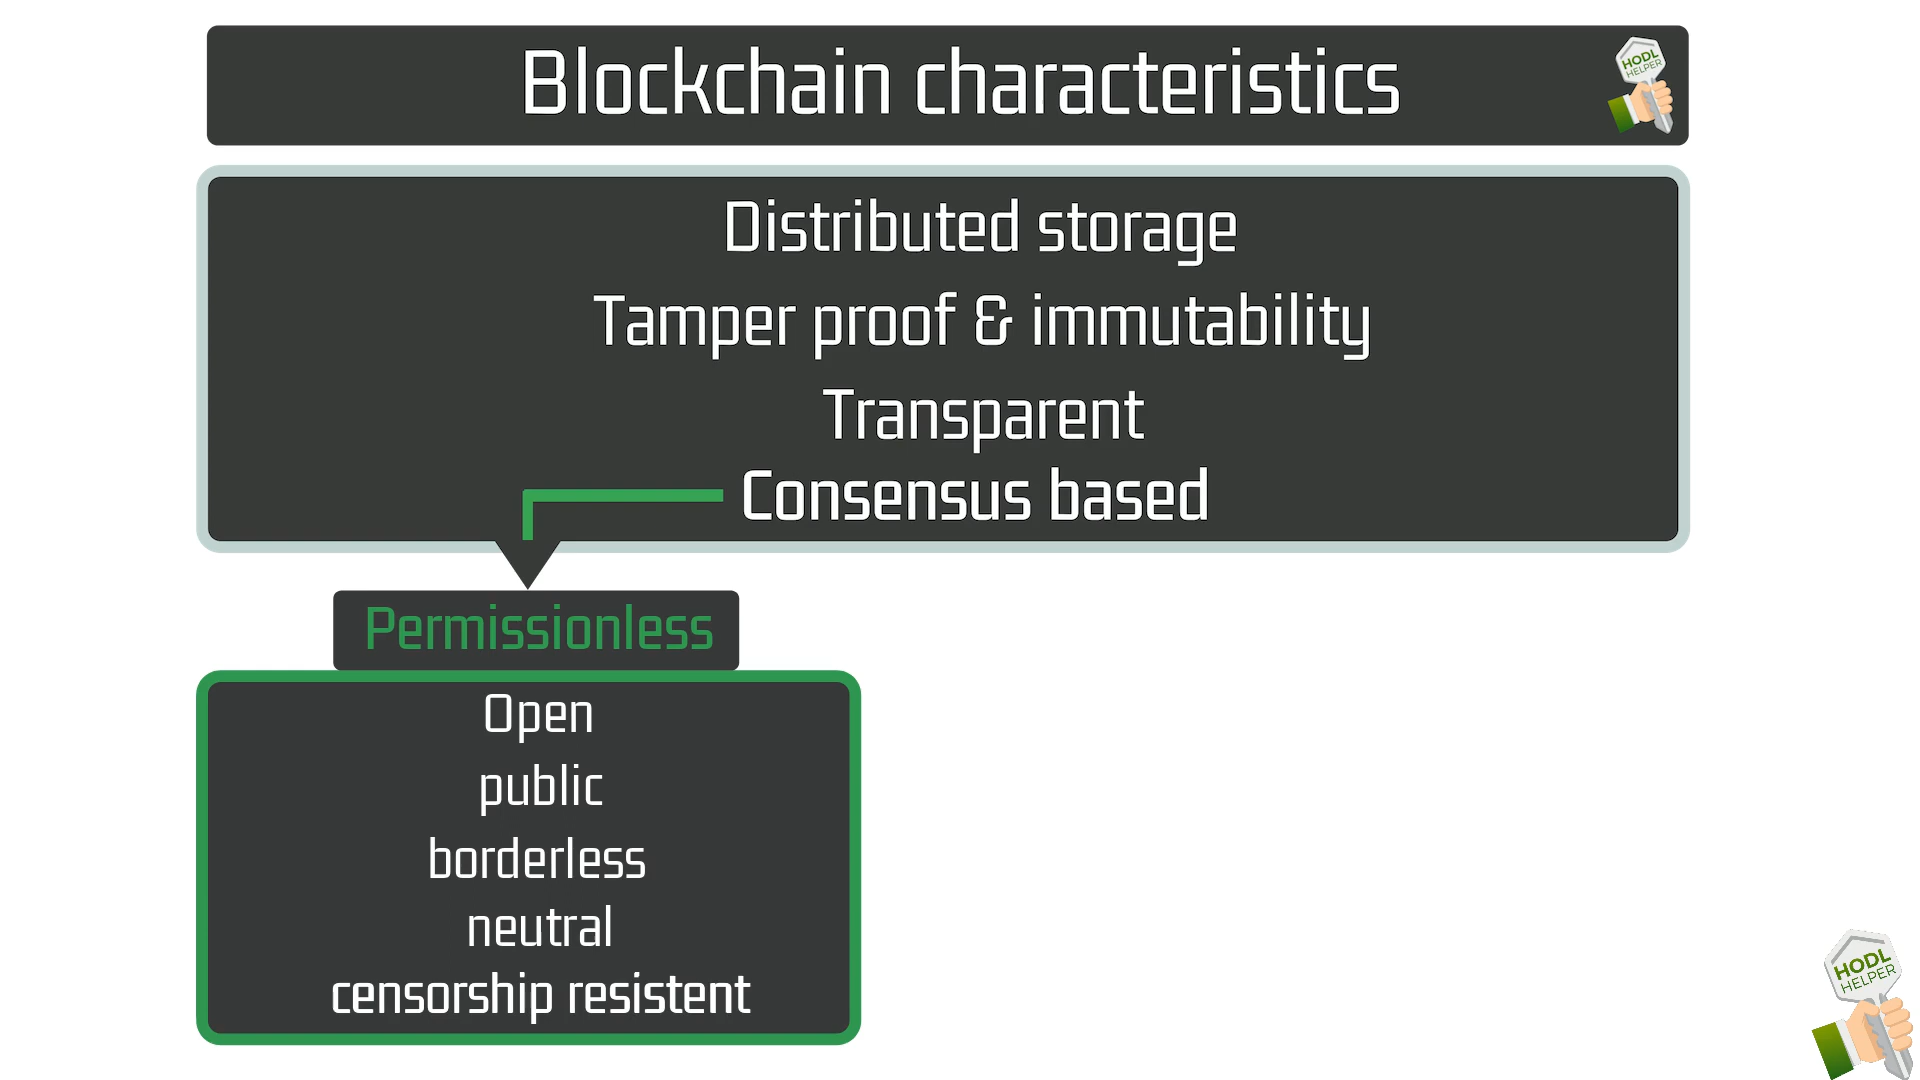 Blockchain characteristics
HODL
HELPER
Distributed storage
Tamper proof & immutability
Transparent
Consensus based
Permissionless
Open
public
borderless
neutral
censorship resistent
HODL
HELPER